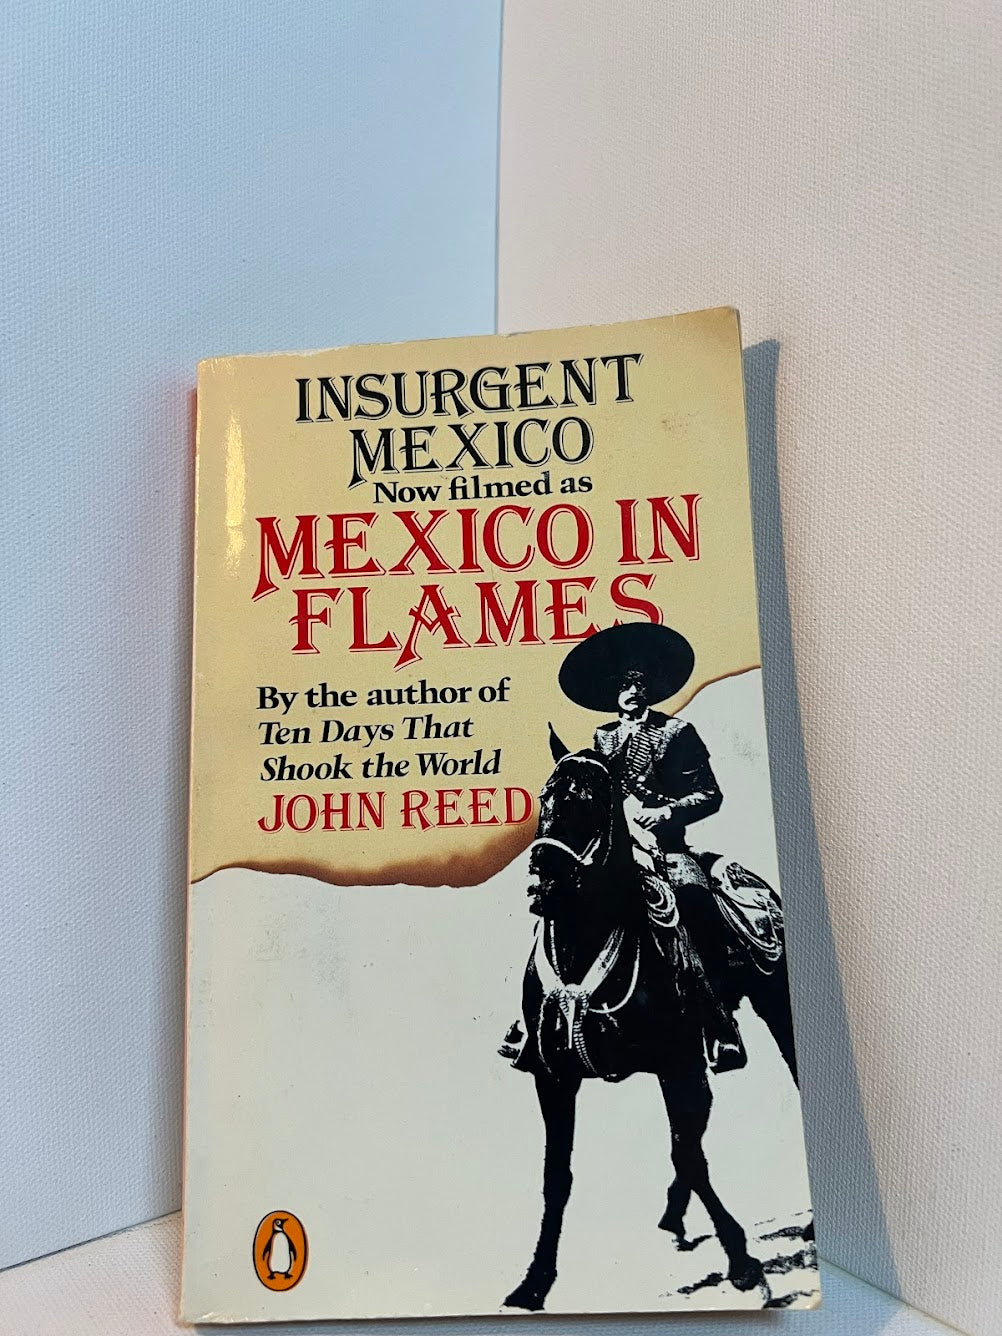 INSURGENT
MEXICO
Now filmed as
MEXICO IN
FLAMES
By the author of
Ten Days That
Shook the World
JOHN REED